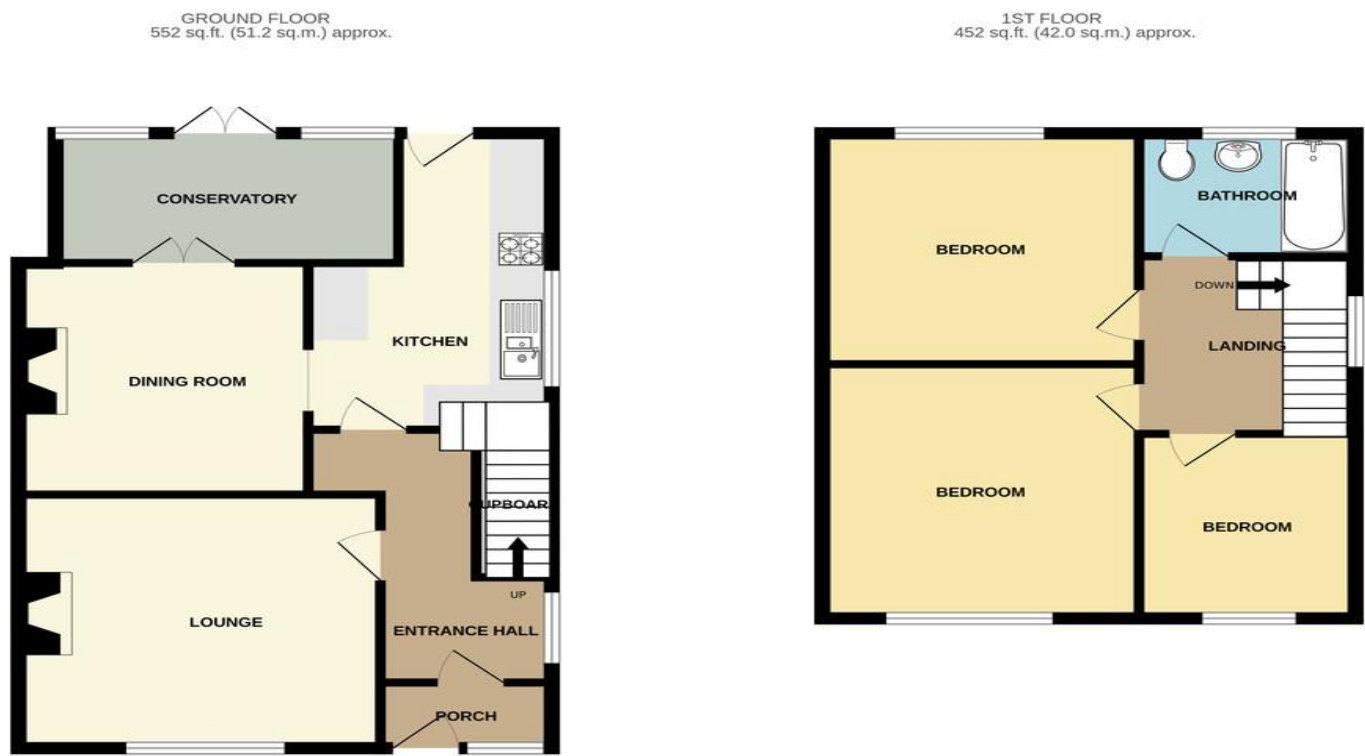 GROUND FLOOR
552 sq.ft. (51.2 sq.m.) approx.
1ST FLOOR
452 sq.ft. (42.0 sq.m.) approx.
CONSERVATORY
KITCHEN
DINING ROOM
CUPBOAR
LOUNGE
UP
ENTRANCE HALL
PORCH
BEDROOM
BATHROOM
DOWN
LANDING
BEDROOM
BEDROOM